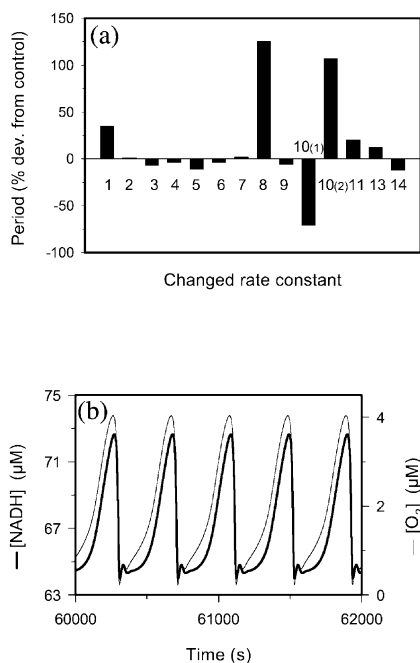 (a)
Period (% dev. from control)
150
100
50
0
-50
-100
10(1)
1 2 3 4 5 6 7 8 9 10(2) 11 13 14
Changed rate constant
(b)
[NADH] (µM)
75
71
67
63
[O2] (µM)
4
2
0
60000 61000 62000
Time (s)